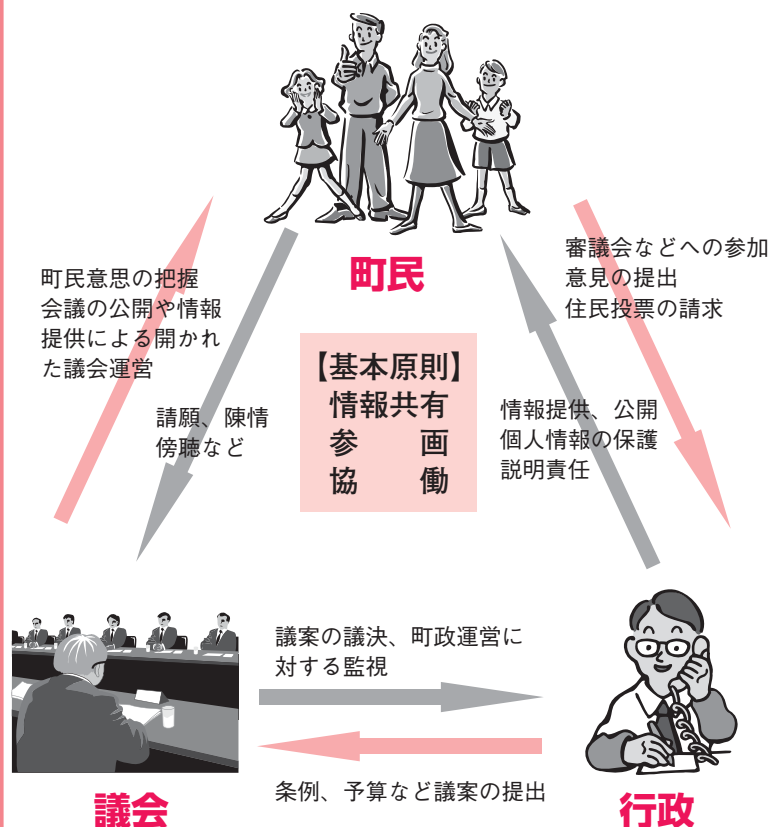 町民
町民意思の把握
会議の公開や情報
提供による開かれ
た議会運営
請願、陳情
傍聴など
【基本原則】
情報共有
参　　画
協　　働
審議会などへの参加
意見の提出
住民投票の請求
情報提供、公開
個人情報の保護
説明責任
議案の議決、町政運営に
対する監視
条例、予算など議案の提出
議会
行政